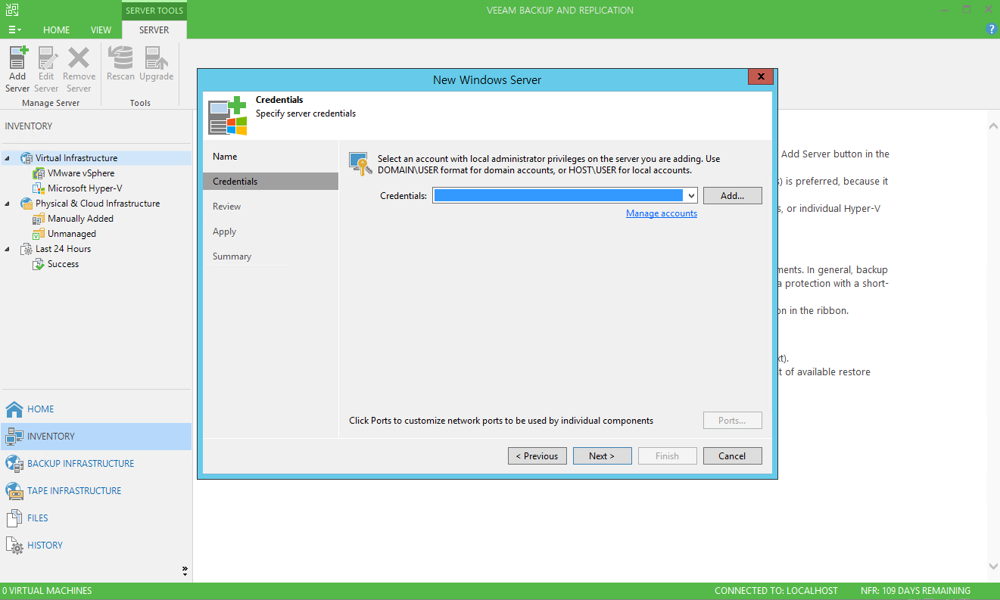 SERVER TOOLS
VEEAM BACKUP AND REPLICATION
HOME
VIEW
SERVER
?
Add Server
Edit Server
Remove Server
Rescan
Upgrade
Manage Server
Tools
INVENTORY
Virtual Infrastructure
VMware vSphere
Microsoft Hyper-V
Physical & Cloud Infrastructure
Manually Added
Unmanaged
Last 24 Hours
Success
HOME
INVENTORY
BACKUP INFRASTRUCTURE
TAPE INFRASTRUCTURE
FILES
HISTORY
New Windows Server
x
Credentials
Specify server credentials
Name
Credentials
Review
Apply
Summary
Select an account with local administrator privileges on the server you are adding. Use
DOMAIN\USER format for domain accounts, or HOST\USER for local accounts.
Credentials:
Add...
Manage accounts
Click Ports to customize network ports to be used by individual components
Ports...
< Previous
Next >
Finish
Cancel
Add Server button in the
) is preferred, because it
s, or individual Hyper-V
ments. In general, backup
a protection with a short-
on in the ribbon.
xt).
t of available restore
0 VIRTUAL MACHINES
CONNECTED TO: LOCALHOST
NFR: 109 DAYS REMAINING